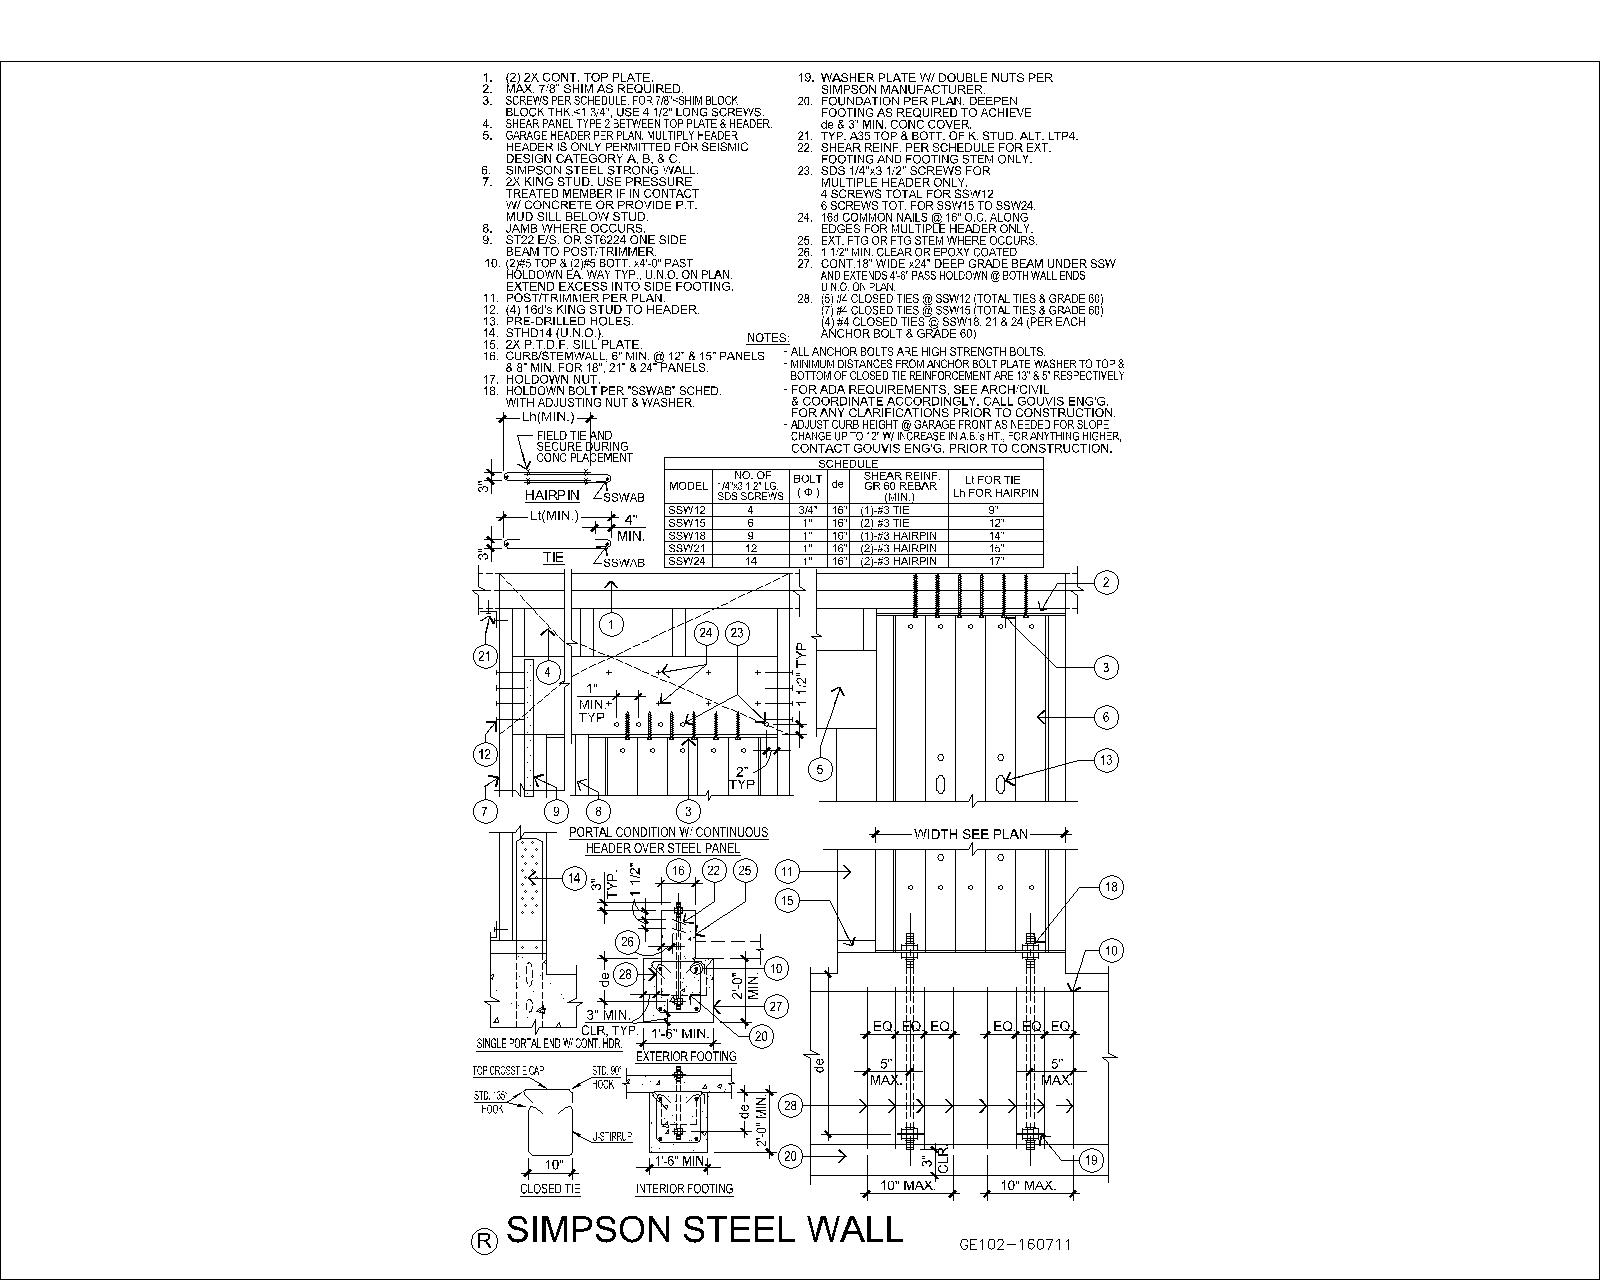 1. (2) 2X CONT. TOP PLATE.
2. MAX. 7/8" SHIM AS REQUIRED.
3. SCREWS PER SCHEDULE. FOR 7/8"<SHIM BLOCK
BLOCK THK.<1 3/4", USE 4 1/2" LONG SCREWS.
4. SHEAR PANEL TYPE 2 BETWEEN TOP PLATE & HEADER.
5. GARAGE HEADER PER PLAN. MULTIPLY HEADER
HEADER IS ONLY PERMITTED FOR SEISMIC
DESIGN CATEGORY A, B, & C.
6. SIMPSON STEEL STRONG WALL.
7. 2X KING STUD. USE PRESSURE
TREATED MEMBER IF IN CONTACT
W/ CONCRETE OR PROVIDE P.T.
MUD SILL BELOW STUD.
8. JAMB WHERE OCCURS.
9. ST22 E/S. OR ST6224 ONE SIDE
BEAM TO POST/TRIMMER.
10. (2)#5 TOP & (2)#5 BOTT. x4'-0" PAST
HOLDOWN EA. WAY TYP., U.N.O. ON PLAN.
EXTEND EXCESS INTO SIDE FOOTING.
11. POST/TRIMMER PER PLAN.
12. (4) 16d's KING STUD TO HEADER.
13. PRE-DRILLED HOLES.
14. STHD14 (U.N.O.).
15. 2X P.T.D.F. SILL PLATE.
16. CURB/STEMWALL, 6" MIN. @ 12" & 15" PANELS
& 8" MIN. FOR 18", 21" & 24" PANELS.
17. HOLDOWN NUT.
18. HOLDOWN BOLT PER "SSWAB" SCHED.
WITH ADJUSTING NUT & WASHER.
19. WASHER PLATE W/ DOUBLE NUTS PER
SIMPSON MANUFACTURER.
20. FOUNDATION PER PLAN. DEEPEN
FOOTING AS REQUIRED TO ACHIEVE
de & 3" MIN. CONC COVER.
21. TYP. A35 TOP & BOTT. OF K. STUD. ALT. LTP4.
22. SHEAR REINF. PER SCHEDULE FOR EXT.
FOOTING AND FOOTING STEM ONLY.
23. SDS 1/4"x3 1/2" SCREWS FOR
MULTIPLE HEADER ONLY.
4 SCREWS TOTAL FOR SSW12
6 SCREWS TOT. FOR SSW15 TO SSW24.
24. 16d COMMON NAILS @ 16" O.C. ALONG
EDGES FOR MULTIPLE HEADER ONLY.
25. EXT. FTG OR FTG STEM WHERE OCCURS.
26. 1 1/2" MIN. CLEAR OR EPOXY COATED
27. CONT.18" WIDE x24" DEEP GRADE BEAM UNDER SSW
AND EXTENDS 4'-6" PASS HOLDOWN @ BOTH WALL ENDS
U.N.O. ON PLAN.
28. (5) #4 CLOSED TIES @ SSW12 (TOTAL TIES & GRADE 60)
(7) #4 CLOSED TIES @ SSW15 (TOTAL TIES & GRADE 60)
(4) #4 CLOSED TIES @ SSW18, 21 & 24 (PER EACH
ANCHOR BOLT & GRADE 60)
NOTES:
- ALL ANCHOR BOLTS ARE HIGH STRENGTH BOLTS.
- MINIMUM DISTANCES FROM ANCHOR BOLT PLATE WASHER TO TOP &
BOTTOM OF CLOSED TIE REINFORCEMENT ARE 13" & 5" RESPECTIVELY
- FOR ADA REQUIREMENTS, SEE ARCH/CIVIL
& COORDINATE ACCORDINGLY. CALL GOUVIS ENG'G.
FOR ANY CLARIFICATIONS PRIOR TO CONSTRUCTION.
- ADJUST CURB HEIGHT @ GARAGE FRONT AS NEEDED FOR SLOPE
CHANGE UP TO 12" W/ INCREASE IN A.B.'s HT., FOR ANYTHING HIGHER,
CONTACT GOUVIS ENG'G. PRIOR TO CONSTRUCTION.
Lh(MIN.)
FIELD TIE AND
SECURE DURING
CONC PLACEMENT
3"
HAIRPIN
SSWAB
Lt(MIN.)
4"
MIN.
3"
TIE
SSWAB
SCHEDULE
MODEL
NO. OF
1/4"x3 1/2" LG.
SDS SCREWS
BOLT
(Φ)
de
SHEAR REINF.
GR 60 REBAR
(MIN.)
Lt FOR TIE
Lh FOR HAIRPIN
SSW12 4 3/4" 16" (1)-#3 TIE 9"
SSW15 6 1" 16" (2)-#3 TIE 12"
SSW18 9 1" 16" (1)-#3 HAIRPIN 14"
SSW21 12 1" 16" (2)-#3 HAIRPIN 15"
SSW24 14 1" 16" (2)-#3 HAIRPIN 17"
2
1
24
23
21
4
3
1"
MIN.
TYP
1 1/2" TYP
6
12
2"
TYP
5
13
7
9
8
3
PORTAL CONDITION W/ CONTINUOUS
HEADER OVER STEEL PANEL
WIDTH SEE PLAN
14
3"
TYP.
1 1/2"
16
22
25
11
18
15
26
10
28
10
de
2'-0"
MIN.
27
3" MIN.
CLR, TYP.
1'-6" MIN.
20
EXTERIOR FOOTING
SINGLE PORTAL END W/ CONT. HDR.
EQ. EQ. EQ.
EQ. EQ. EQ.
de
5"
MAX.
5"
MAX.
TOP CROSSTIE CAP
STD. 90°
HOOK
STD. 135°
HOOK
J-STIRRUP
10"
CLOSED TIE
de
2'-0" MIN.
1'-6" MIN.
INTERIOR FOOTING
28
20
3"
CLR.
19
10" MAX.
10" MAX.
R
SIMPSON STEEL WALL
GE102-160711